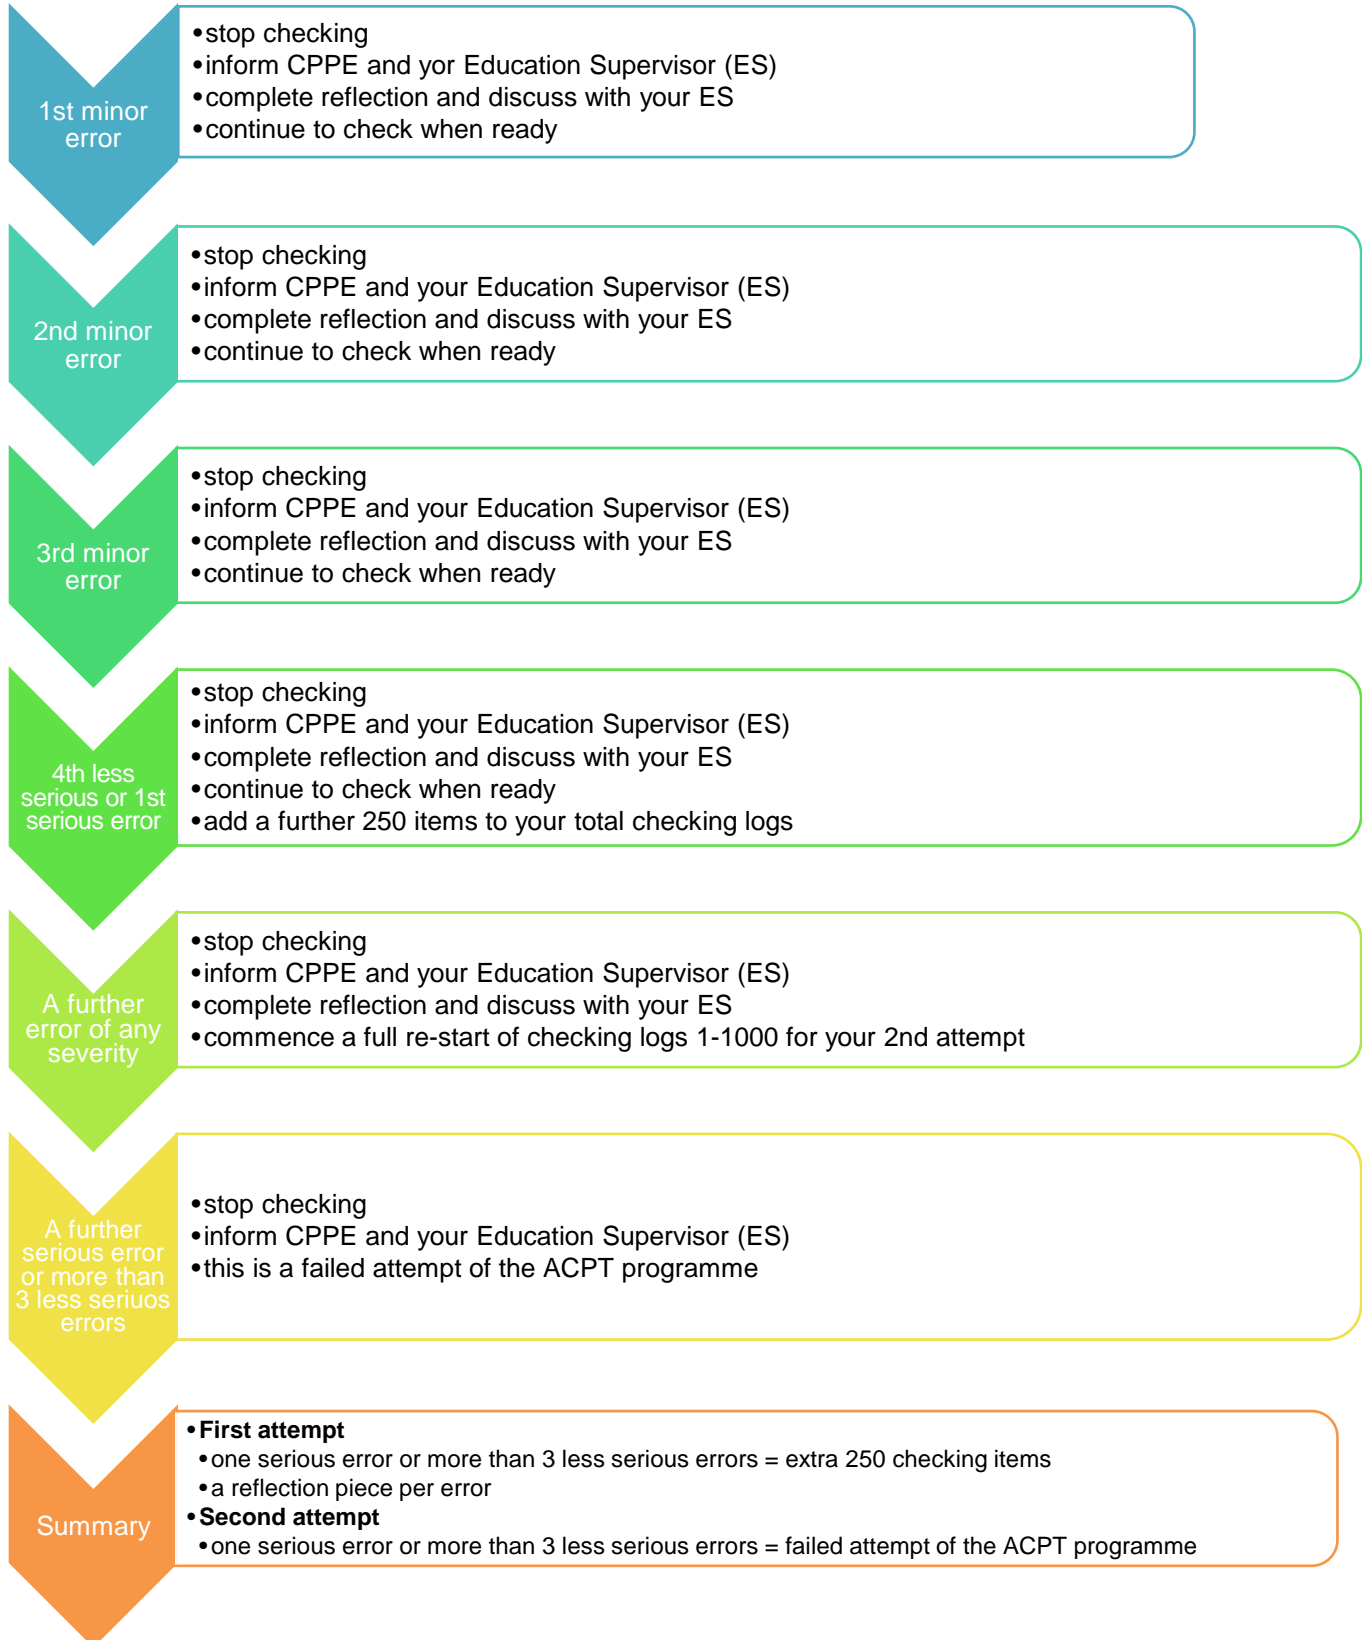 1st minor
error
•stop checking
•inform CPPE and yor Education Supervisor (ES)
•complete reflection and discuss with your ES
•continue to check when ready
2nd minor
error
•stop checking
•inform CPPE and your Education Supervisor (ES)
•complete reflection and discuss with your ES
•continue to check when ready
3rd minor
error
•stop checking
•inform CPPE and your Education Supervisor (ES)
•complete reflection and discuss with your ES
•continue to check when ready
4th less
serious or 1st
serious error
•stop checking
•inform CPPE and your Education Supervisor (ES)
•complete reflection and discuss with your ES
•continue to check when ready
•add a further 250 items to your total checking logs
A further
error of any
severity
•stop checking
•inform CPPE and your Education Supervisor (ES)
•complete reflection and discuss with your ES
•commence a full re-start of checking logs 1-1000 for your 2nd attempt
A further
serious error
or more than
3 less seriuos
errors
•stop checking
•inform CPPE and your Education Supervisor (ES)
•this is a failed attempt of the ACPT programme
Summary
•First attempt
•one serious error or more than 3 less serious errors = extra 250 checking items
•a reflection piece per error
•Second attempt
•one serious error or more than 3 less serious errors = failed attempt of the ACPT programme